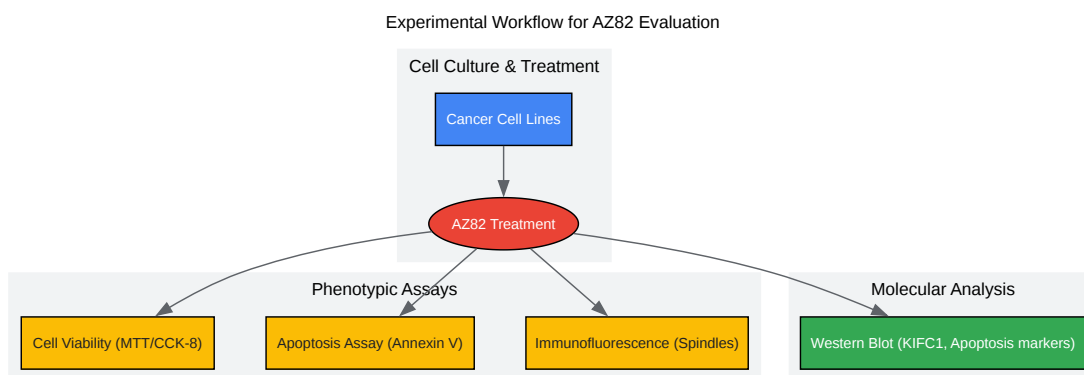 Experimental Workflow for AZ82 Evaluation
Cell Culture & Treatment
Cancer Cell Lines
AZ82 Treatment
Phenotypic Assays
Molecular Analysis
Cell Viability (MTT/CCK-8)
Apoptosis Assay (Annexin V)
Immunofluorescence (Spindles)
Western Blot (KIFC1, Apoptosis markers)